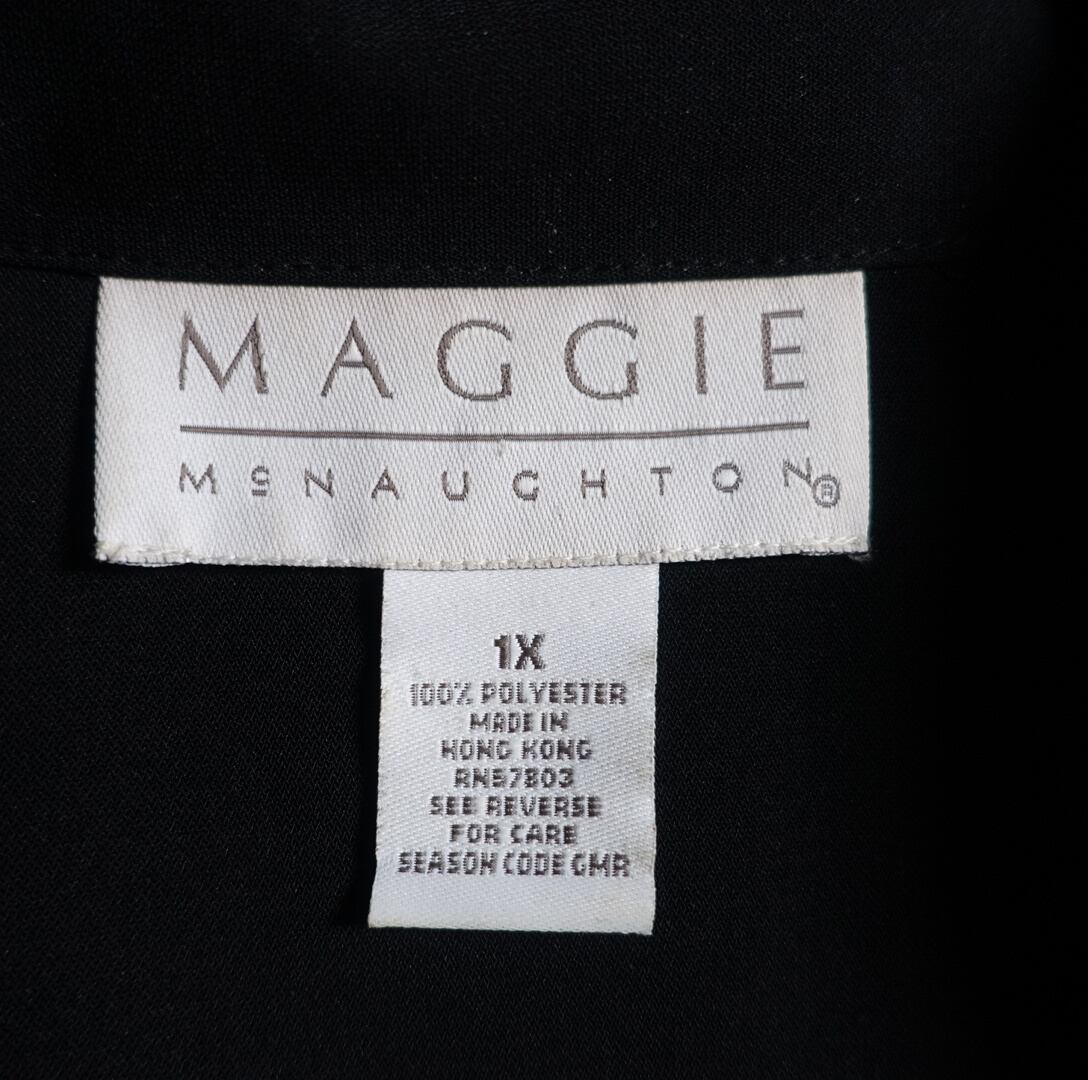 MAGGIE
McNAUGHTON®
1X
100% POLYESTER
MADE IN
HONG KONG
RN57803
SEE REVERSE
FOR CARE
SEASON CODE GMR